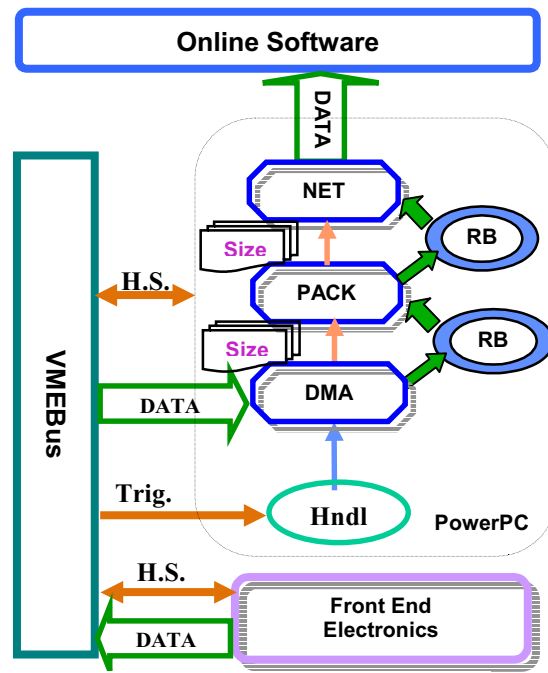 Online Software
DATA
NET
Size
RB
H.S.
PACK
Size
RB
VMEBus
DATA
DMA
Trig.
Hndl
PowerPC
H.S.
Front End
Electronics
DATA